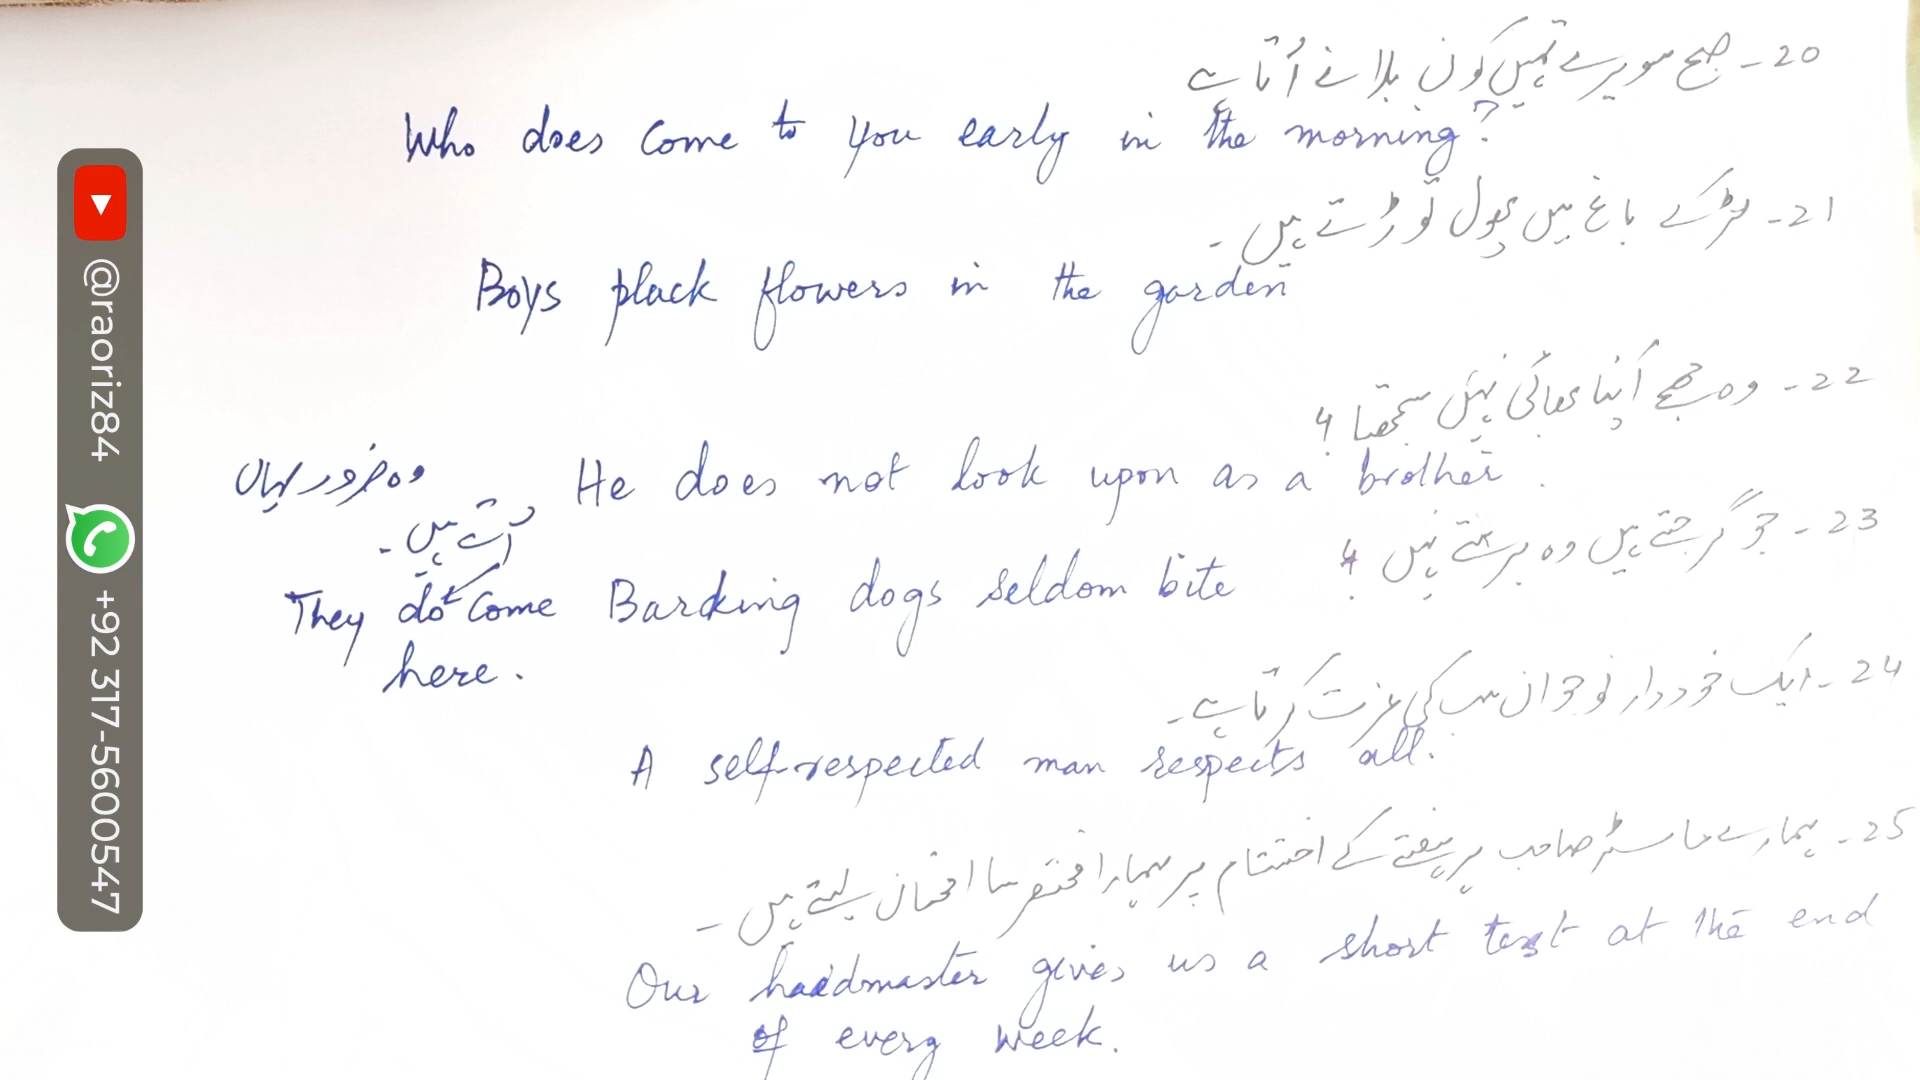 20- صبح سویرے تمہیں کون بلانے آتا ہے
Who does come to you early in the morning?
21- لڑکے باغ میں پھول توڑتے ہیں۔
Boys pluck flowers in the garden
22- وہ مجھے اپنا بھائی نہیں سمجھتا
He does not look upon as a brother.
23- جو گرجتے ہیں وہ برستے نہیں
Barking dogs seldom bite
وہ ضرور یہاں
آتے ہیں۔
They do come
here.
24- ایک خوددار نوجوان سب کی عزت کرتا ہے۔
A self-respected man respects all.
25- ہمارے ماسٹر صاحب ہر ہفتے کے اختتام پر ہمارا مختصر سا امتحان لیتے ہیں۔
Our headmaster gives us a short test at the end
of every week.
@raoriz84
+92 317-5600547